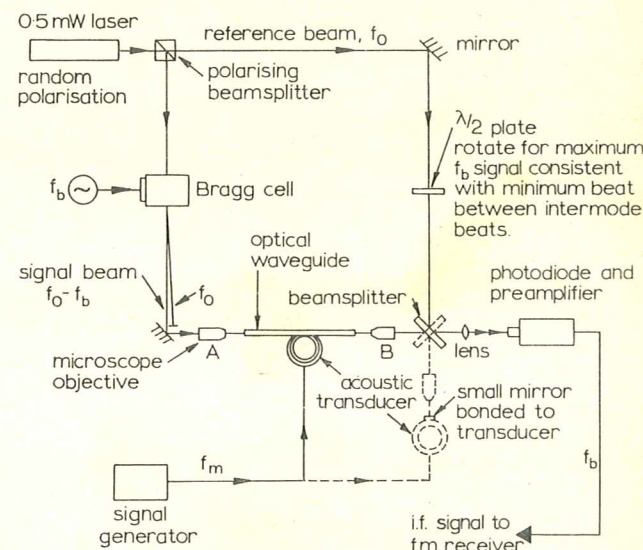 0·5 mW laser
random
polarisation
reference beam, f0
polarising
beamsplitter
mirror
λ/2 plate
rotate for maximum
fb signal consistent
with minimum beat
between intermode
beats.
fb
Bragg cell
signal beam
f0 - fb
f0
optical
waveguide
beamsplitter
photodiode and
preamplifier
A
B
lens
microscope
objective
acoustic
transducer
small mirror
bonded to
transducer
fm
fb
signal
generator
i.f. signal to
f.m receiver